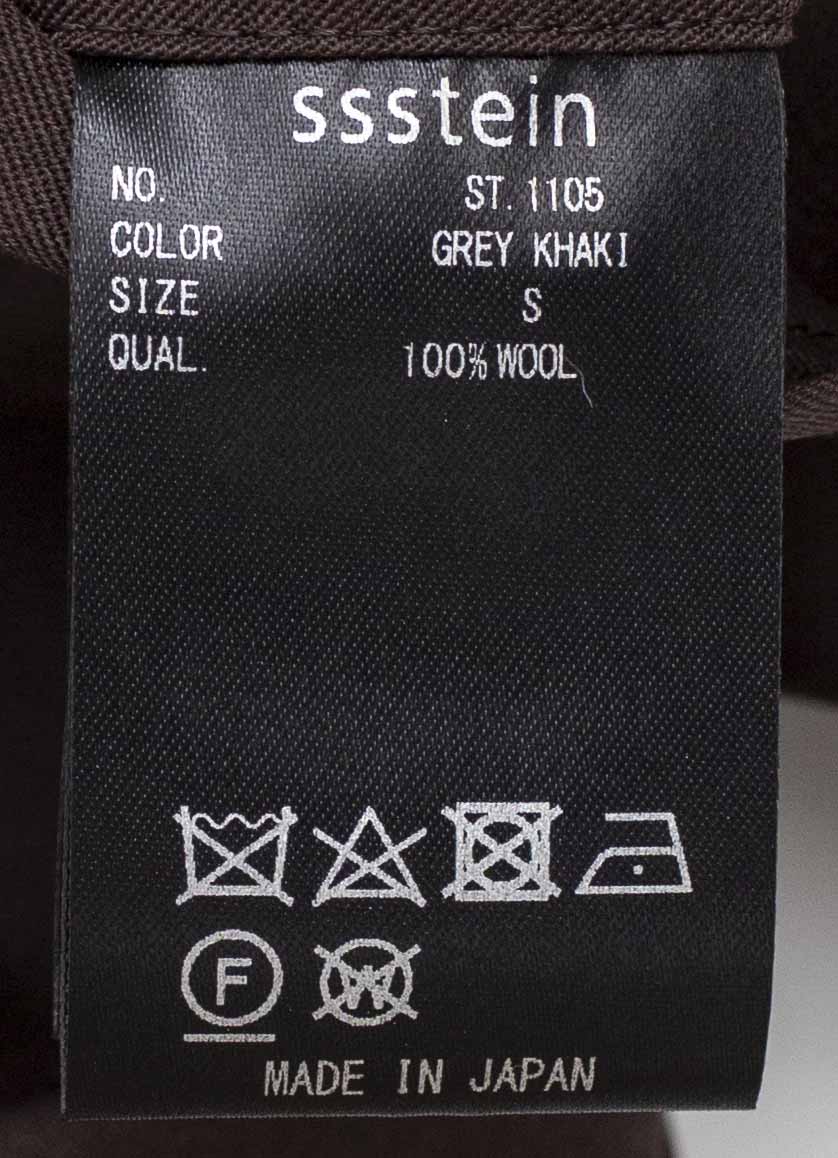 ssstein
NO. ST.1105
COLOR GREY KHAKI
SIZE S
QUAL. 100% WOOL
F W
MADE IN JAPAN